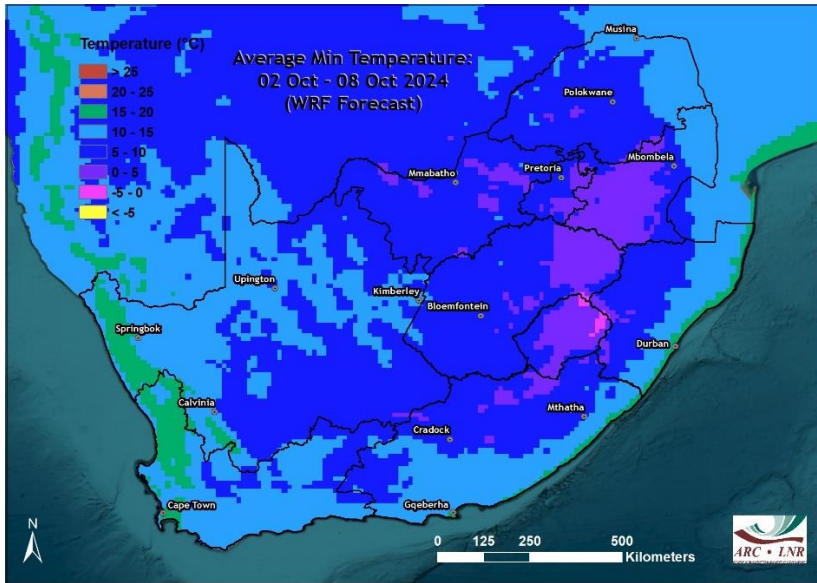 Temperature (°C)
> 25
20 - 25
15 - 20
10 - 15
5 - 10
0 - 5
-5 - 0
< -5
Average Min Temperature:
02 Oct - 08 Oct 2024
(WRF Forecast)
Musina
Polokwane
Mbombela
Pretoria
Mmabatho
Upington
Kimberley
Bloemfontein
Springbok
Durban
Calvinia
Mthatha
Cradock
Cape Town
Gqeberha
N
0 125 250 500
Kilometers
ARC • LNR